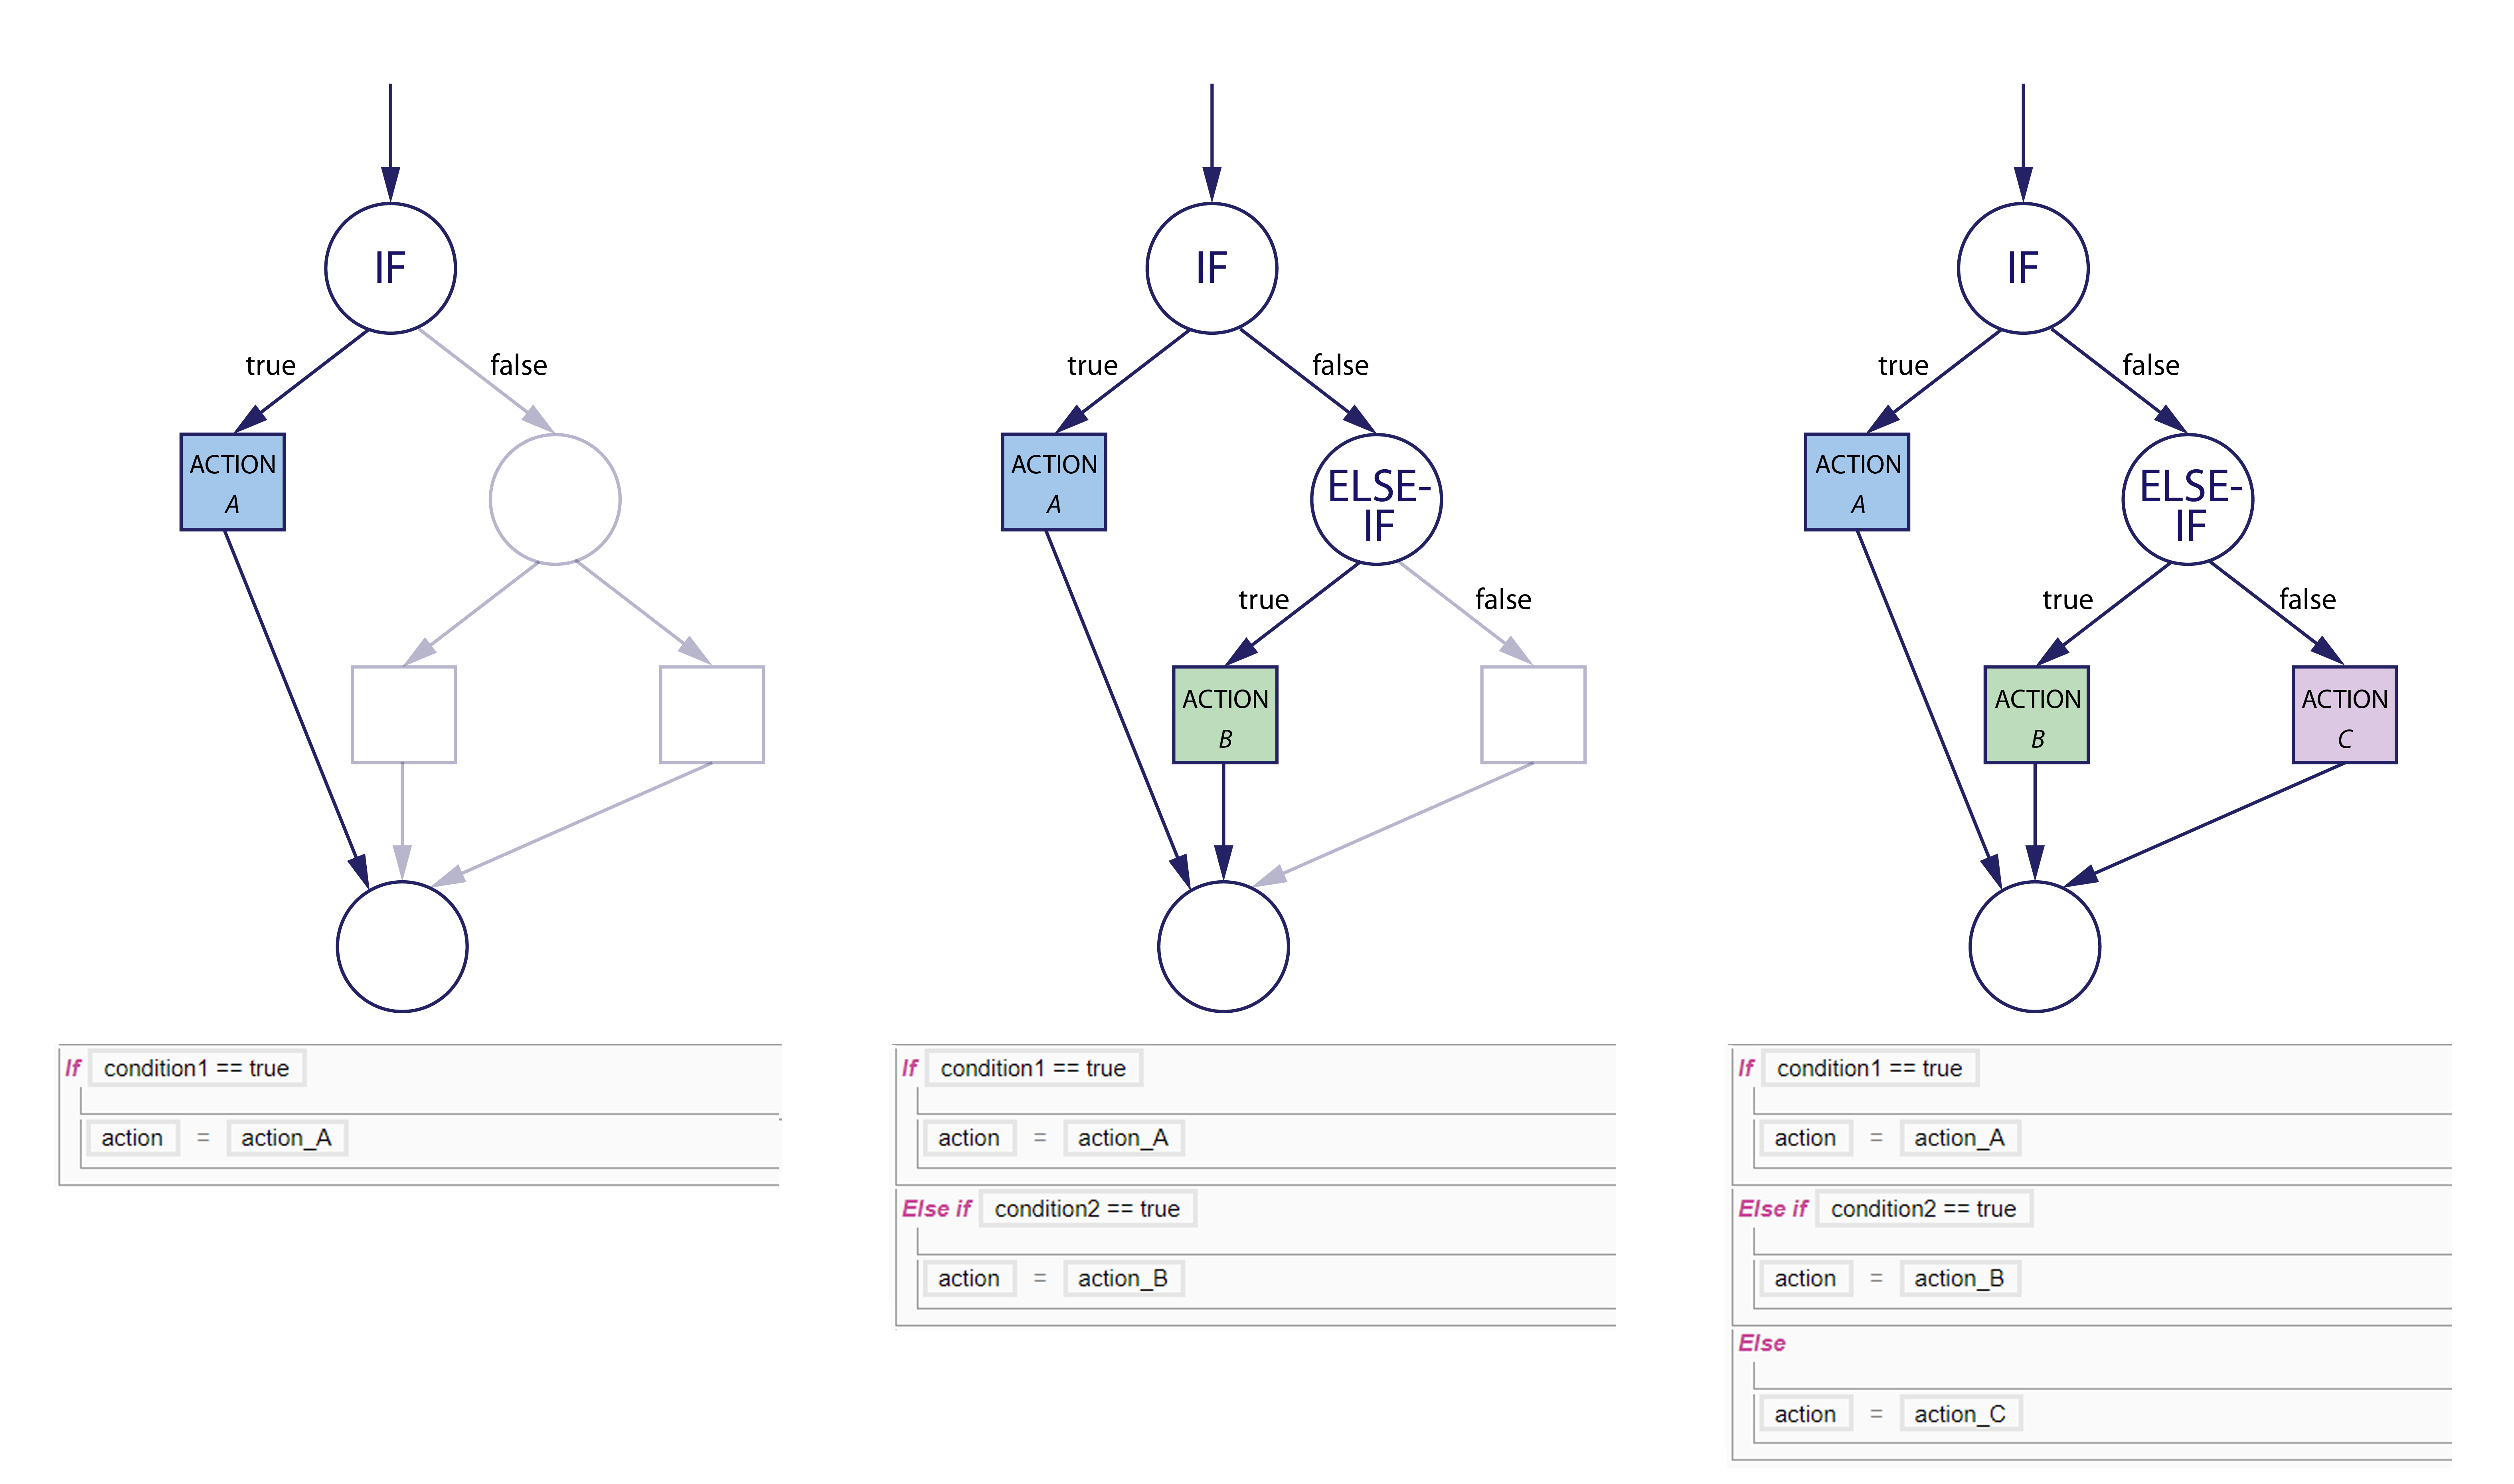 IF
true
false
ACTION
A
If condition1 == true
action = action_A
IF
true
false
ACTION
A
ELSE-
IF
true
false
ACTION
B
If condition1 == true
action = action_A
Else if condition2 == true
action = action_B
IF
true
false
ACTION
A
ELSE-
IF
true
false
ACTION
B
ACTION
C
If condition1 == true
action = action_A
Else if condition2 == true
action = action_B
Else
action = action_C